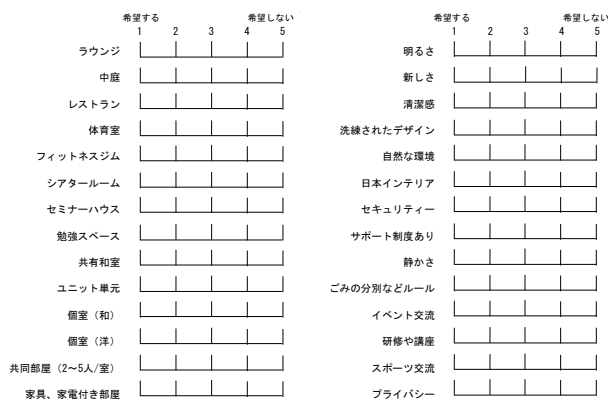 希望する 希望しない
1 2 3 4 5
ラウンジ
中庭
レストラン
体育室
フィットネスジム
シアタールーム
セミナーハウス
勉強スペース
共有和室
ユニット単元
個室（和）
個室（洋）
共同部屋（2〜5人/室）
家具、家電付き部屋
希望する 希望しない
1 2 3 4 5
明るさ
新しさ
清潔感
洗練されたデザイン
自然な環境
日本インテリア
セキュリティー
サポート制度あり
静かさ
ごみの分別などルール
イベント交流
研修や講座
スポーツ交流
プライバシー